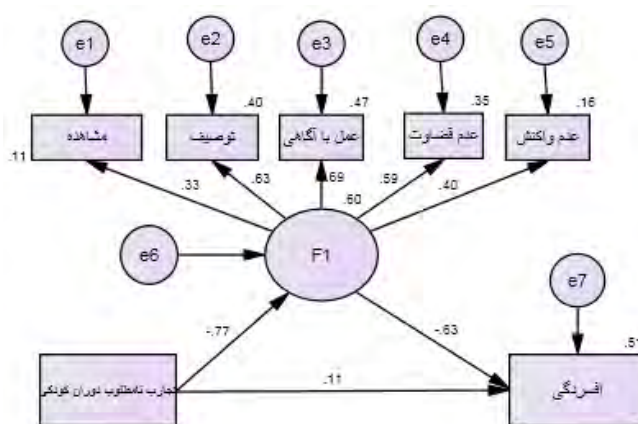 e1
e2
e3
e4
e5
.40
.47
.35
.16
مشاهده
توصیف
عمل با آگاهی
عدم قضاوت
عدم واکنش
.11
.33
.63
.69
.59
.40
.60
e6
F1
e7
-.77
-.63
.51
تجارب نامطلوب دوران کودکی
.11
افسردگی